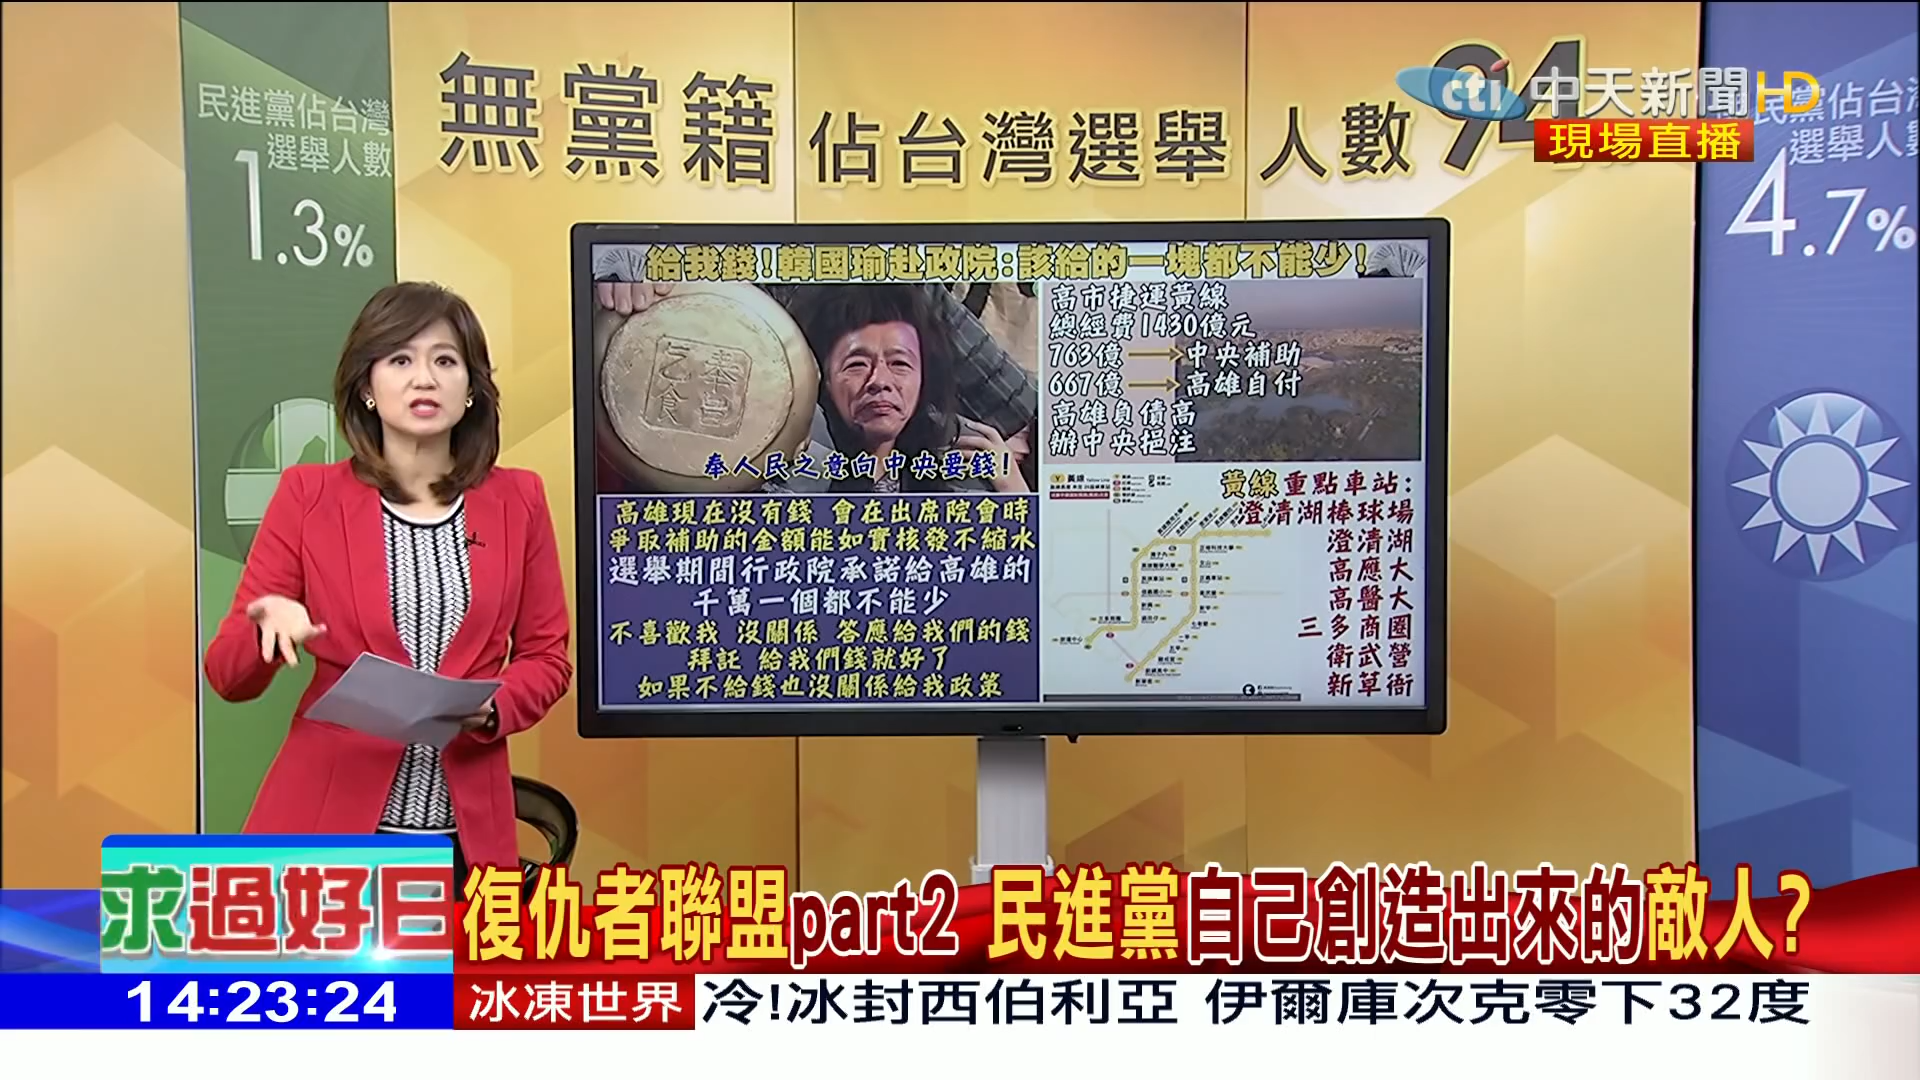 民進黨佔台灣
選舉人數
1.3%
無黨籍 佔台灣選舉人數94
cti中天新聞HD
現場直播
民黨佔台灣
選舉人數
4.7%
給我錢!韓國瑜赴政院:該給的一塊都不能少!
奉旨
乞食
奉人民之意向中央要錢!
高市捷運黃線
總經費1430億元
763億→中央補助
667億→高雄自付
高雄負債高
辦中央挹注
高雄現在沒有錢 會在出席院會時
爭取補助的金額能如實核發不縮水
選舉期間行政院承諾給高雄的
千萬一個都不能少
不喜歡我 沒關係 答應給我們的錢
拜託 給我們錢就好了
如果不給錢也沒關係給我政策
Y 黃線
黃線重點車站:
澄清湖棒球場
澄清湖
高應大
高醫大
三多商圈
衛武營
新草衙
求過好日
復仇者聯盟part2 民進黨自己創造出來的敵人?
14:23:24
冰凍世界 冷!冰封西伯利亞 伊爾庫次克零下32度